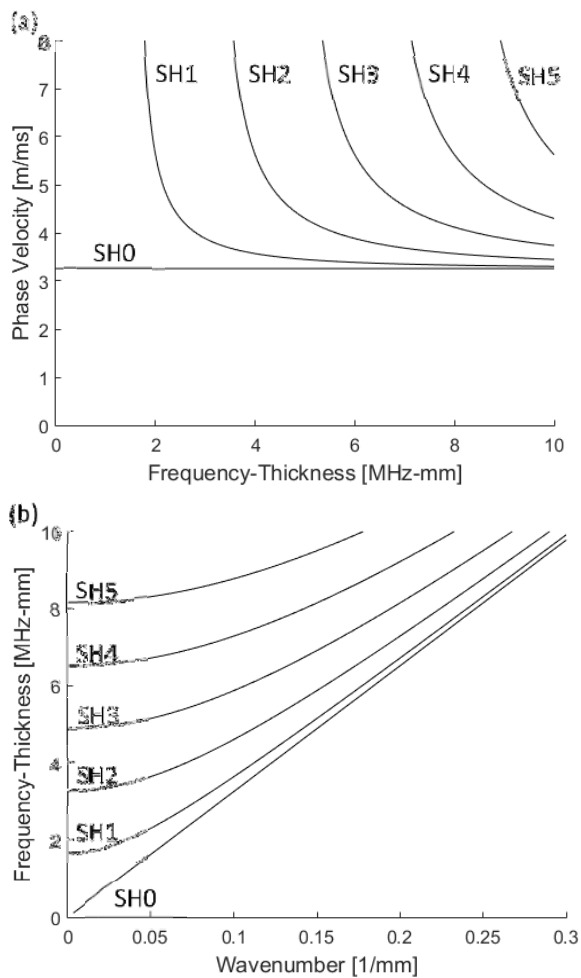 (a)
8
7
6
5
4
3
2
1
0
Phase Velocity [m/ms]
SH1 SH2 SH3 SH4 SH5
SH0
0 2 4 6 8 10
Frequency-Thickness [MHz-mm]
(b)
10
8
6
4
2
0
Frequency-Thickness [MHz-mm]
SH5
SH4
SH3
SH2
SH1
SH0
0 0.05 0.1 0.15 0.2 0.25 0.3
Wavenumber [1/mm]